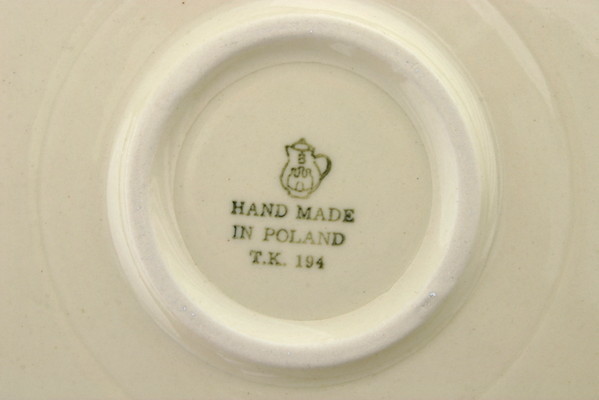 HAND MADE
IN POLAND
T.K. 194